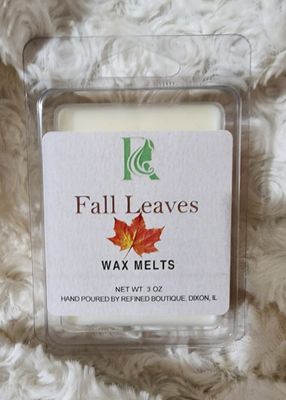 R
Fall Leaves
WAX MELTS
NET WT. 3 OZ
HAND POURED BY REFINED BOUTIQUE, DIXON, IL